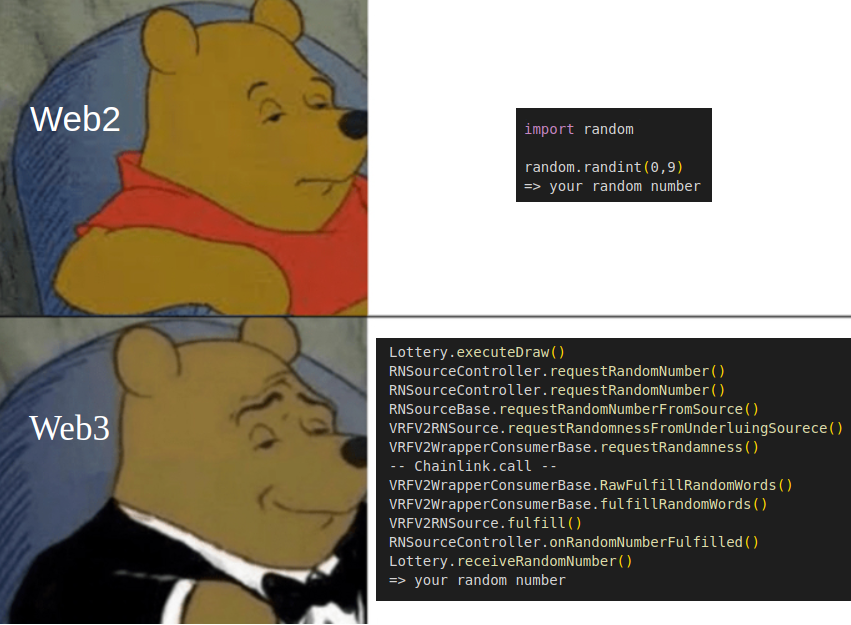 Web2
import random
random.randint(0,9)
=> your random number
Web3
Lottery.executeDraw()
RNSourceController.requestRandomNumber()
RNSourceController.requestRandomNumber()
RNSourceBase.requestRandomNumberFromSource()
VRFV2RNSource.requestRandomnessFromUnderluingSourece()
VRFV2WrapperConsumerBase.requestRandamness()
-- Chainlink.call --
VRFV2WrapperConsumerBase.RawFulfillRandomWords()
VRFV2WrapperConsumerBase.fulfillRandomWords()
VRFV2RNSource.fulfill()
RNSourceController.onRandomNumberFulfilled()
Lottery.receiveRandomNumber()
=> your random number